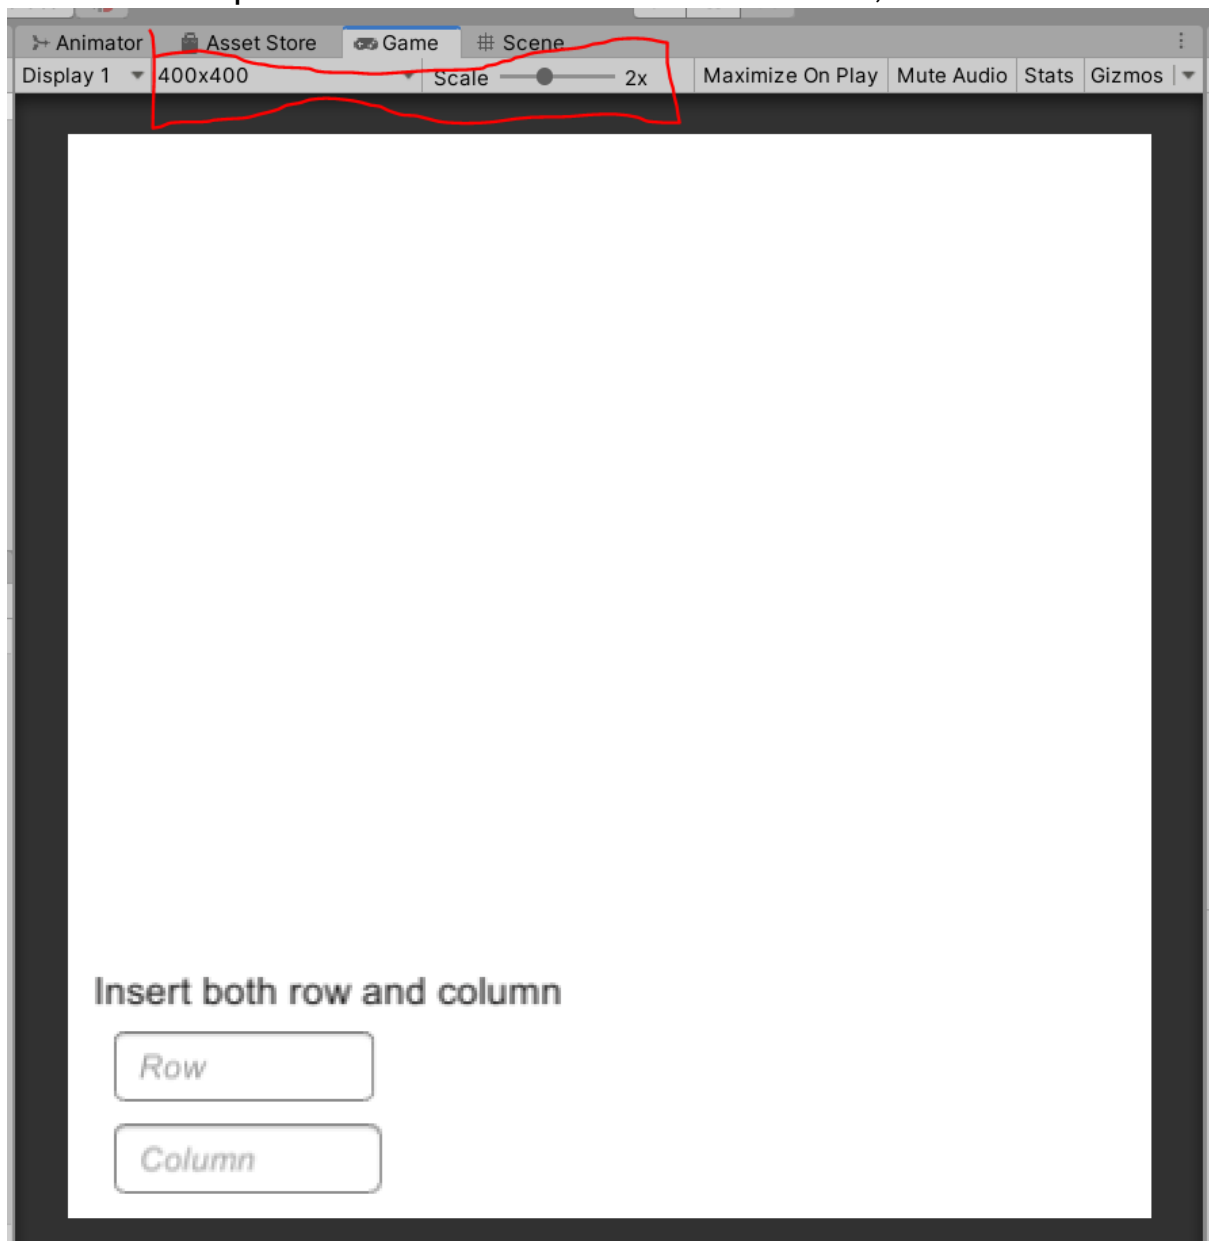 Animator Asset Store Game Scene
Display 1 400x400 Scale 2x Maximize On Play Mute Audio Stats Gizmos
Insert both row and column
Row
Column